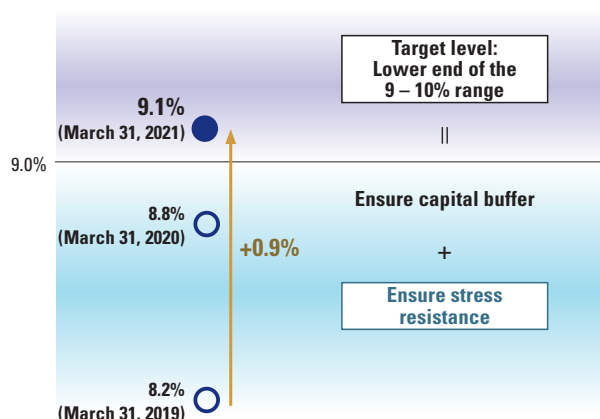 Target level:
Lower end of the
9 – 10% range
9.1%
(March 31, 2021)
||
9.0%
Ensure capital buffer
8.8%
(March 31, 2020)
+0.9%
+
Ensure stress
resistance
8.2%
(March 31, 2019)